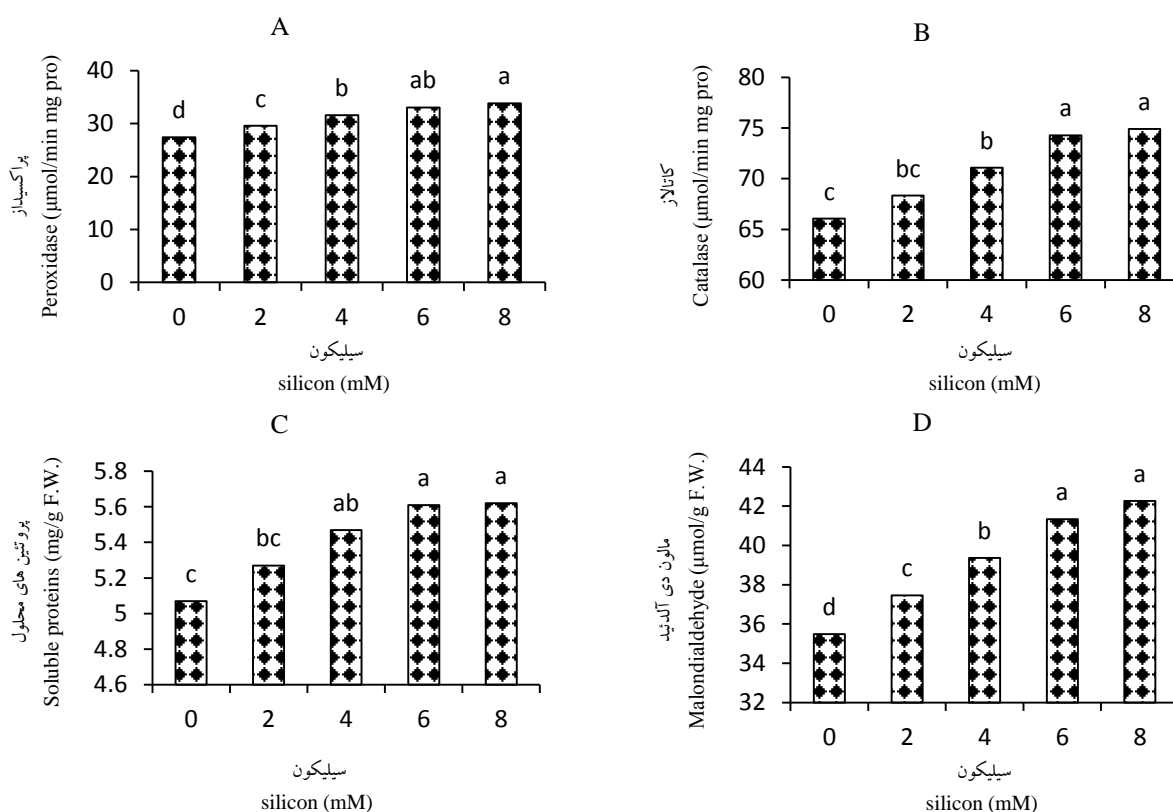 A
پراکسیداز
Peroxidase (µmol/min mg pro)
40
30
20
10
0
d
c
b
ab
a
0 2 4 6 8
سیلیکون
silicon (mM)
B
کاتالاز
Catalase (µmol/min mg pro)
80
75
70
65
60
c
bc
b
a
a
0 2 4 6 8
سیلیکون
silicon (mM)
C
پروتئین های محلول
Soluble proteins (mg/g F.W.)
5.8
5.6
5.4
5.2
5
4.8
4.6
c
bc
ab
a
a
0 2 4 6 8
سیلیکون
silicon (mM)
D
مالون دی آلدئید
Malondialdehyde (µmol/g F.W.)
44
42
40
38
36
34
32
d
c
b
a
a
0 2 4 6 8
سیلیکون
silicon (mM)